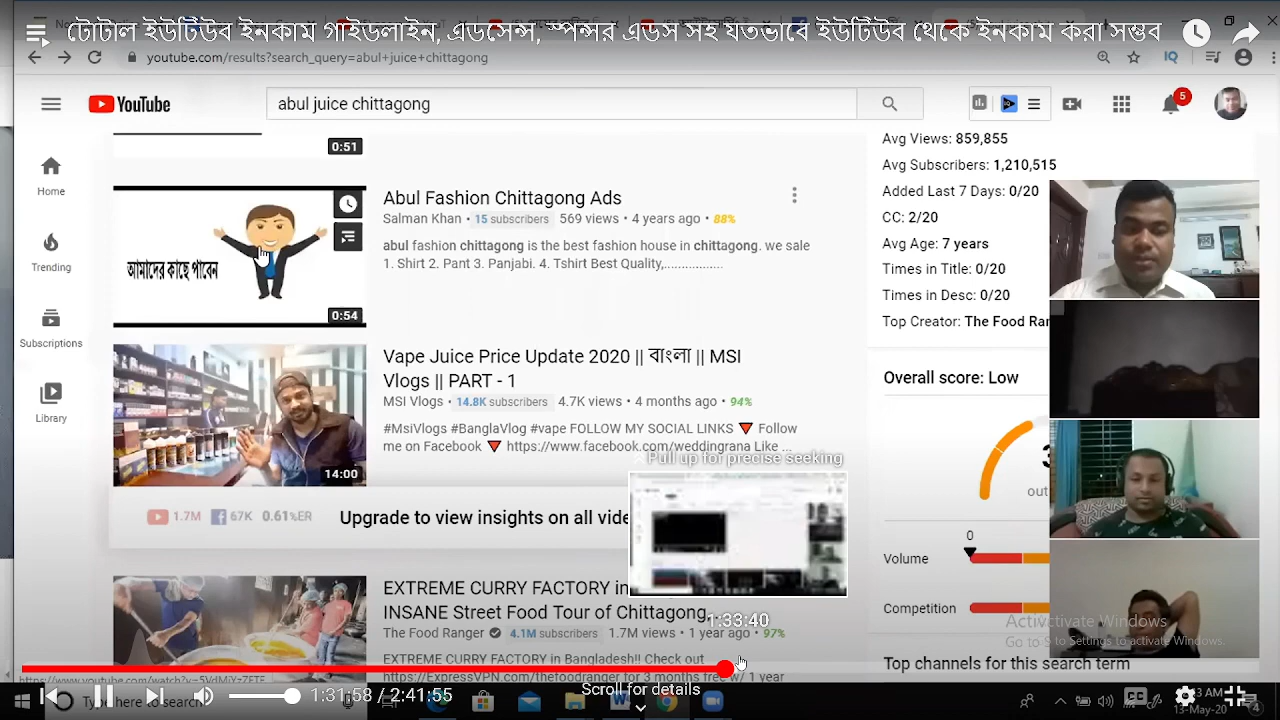 টোটাল ইউটিউব ইনকাম গাইডলাইন, এডসেন্স, স্পন্সর এডস সহ যতভাবে ইউটিউব থেকে ইনকাম করা সম্ভব
youtube.com/results?search_query=abul+juice+chittagong
IQ
YouTube
abul juice chittagong
5
Home
Trending
Subscriptions
Library
0:51
Abul Fashion Chittagong Ads
Salman Khan • 15 subscribers 569 views • 4 years ago • 88%
abul fashion chittagong is the best fashion house in chittagong. we sale
1. Shirt 2. Pant 3. Panjabi. 4. Tshirt Best Quality,................
আমাদের কাছে পাবেন
0:54
Vape Juice Price Update 2020 || বাংলা || MSI
Vlogs || PART - 1
MSI Vlogs • 14.8K subscribers 4.7K views • 4 months ago • 94%
#MsiVlogs #BanglaVlog #vape FOLLOW MY SOCIAL LINKS 🔻 Follow
me on Facebook 🔻 https://www.facebook.com/weddingrana Like ...
14:00
Pull up for precise seeking
1.7M 67K 0.61%ER
Upgrade to view insights on all vide
EXTREME CURRY FACTORY in
INSANE Street Food Tour of Chittagong...
The Food Ranger 4.1M subscribers 1.7M views • 1 year ago • 97%
EXTREME CURRY FACTORY in Bangladesh!! Check out
https://ExpressVPN.com/thefoodranger for 3 months free w/ 1 year
1:33:40
Avg Views: 859,855
Avg Subscribers: 1,210,515
Added Last 7 Days: 0/20
CC: 2/20
Avg Age: 7 years
Times in Title: 0/20
Times in Desc: 0/20
Top Creator: The Food Ran
Overall score: Low
out
0
Volume
Competition
Activate Windows
Go to Settings to activate Windows.
Top channels for this search term
Type here to search
1:31:58 / 2:41:55
Scroll for details
13-May-20
4